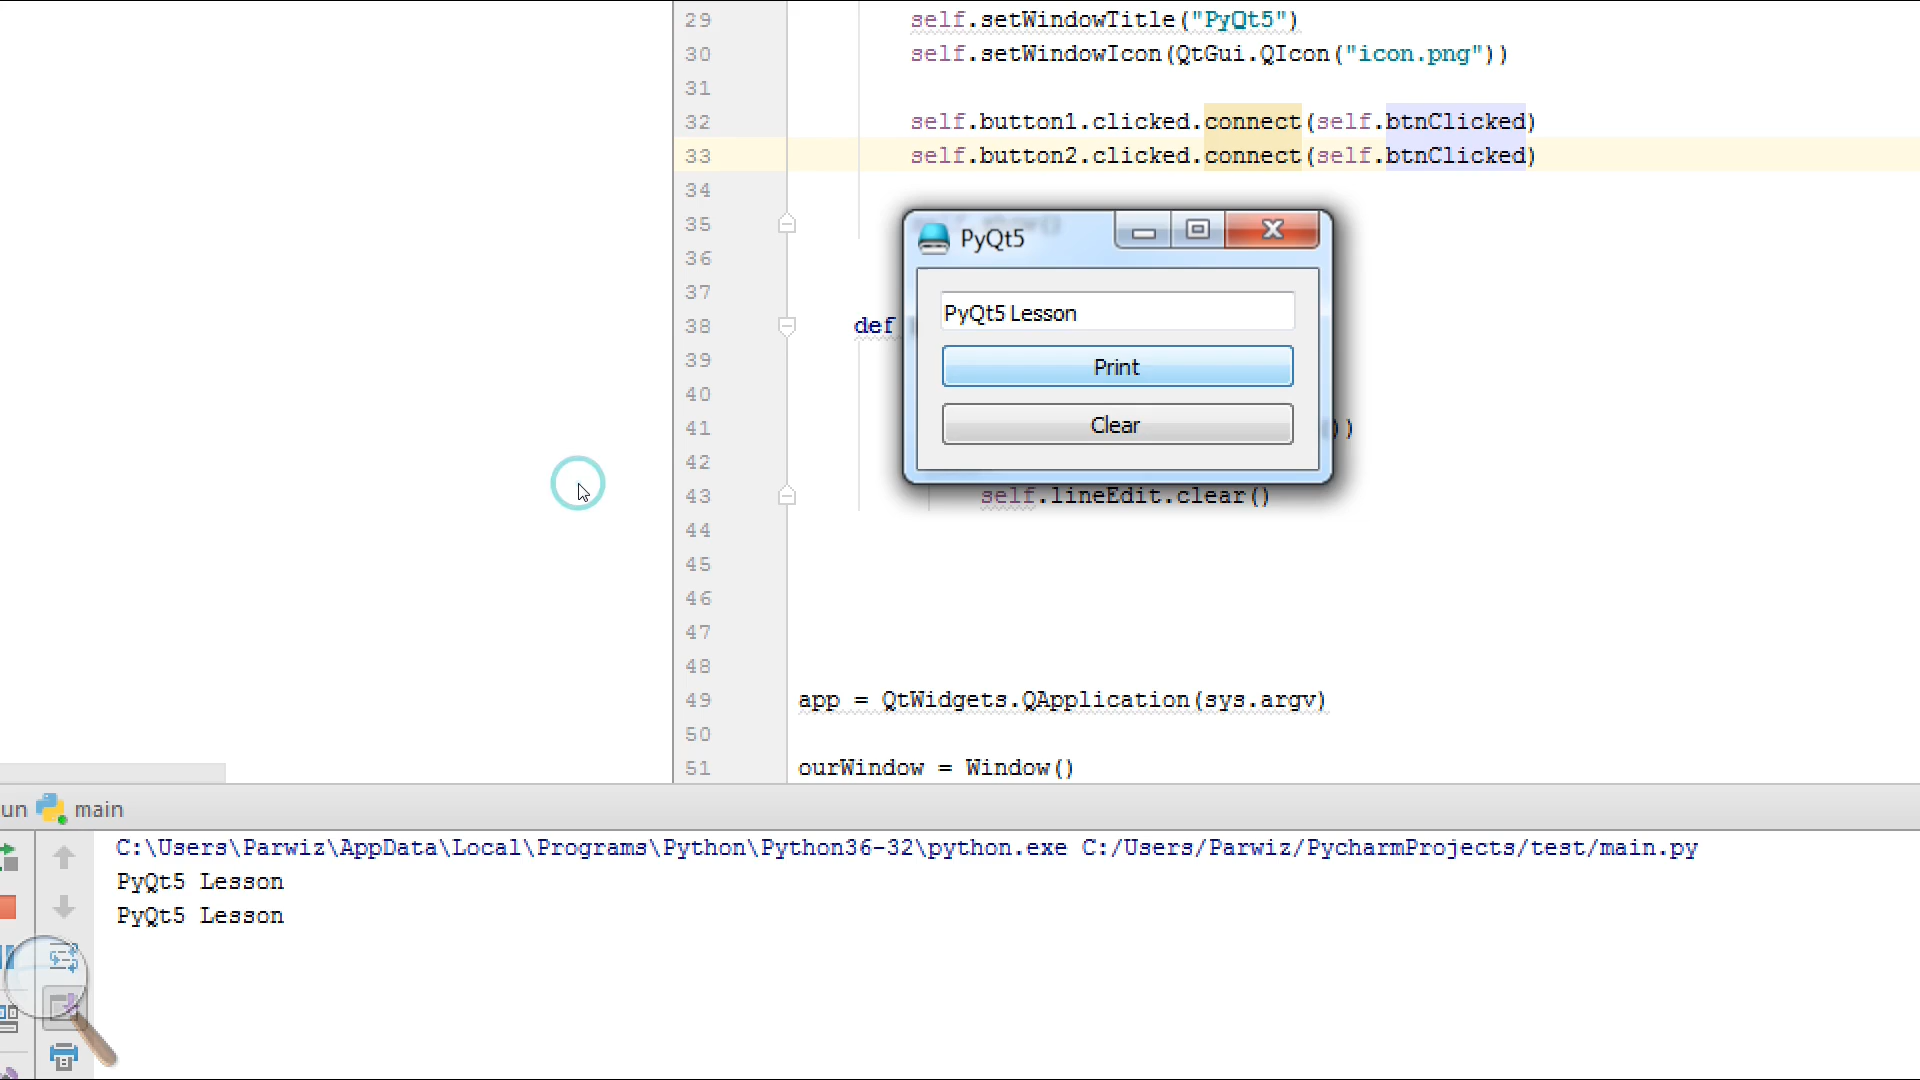 29 self.setWindowTitle("PyQt5")
30 self.setWindowIcon(QtGui.QIcon("icon.png"))
31
32 self.button1.clicked.connect(self.btnClicked)
33 self.button2.clicked.connect(self.btnClicked)
34
35
36
37
38 def
39
40
41 ))
42
43 self.lineEdit.clear()
44
45
46
47
48
49 app = QtWidgets.QApplication(sys.argv)
50
51 ourWindow = Window()
PyQt5
PyQt5 Lesson
Print
Clear
un main
C:\Users\Parwiz\AppData\Local\Programs\Python\Python36-32\python.exe C:/Users/Parwiz/PycharmProjects/test/main.py
PyQt5 Lesson
PyQt5 Lesson